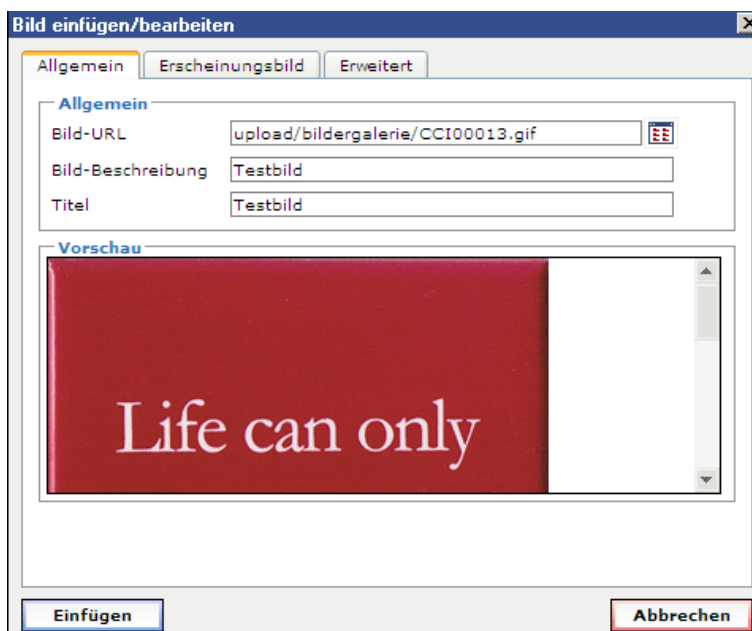 Bild einfügen/bearbeiten
Allgemein Erscheinungsbild Erweitert
Allgemein
Bild-URL upload/bildergalerie/CCI00013.gif
Bild-Beschreibung Testbild
Titel Testbild
Vorschau
Life can only
Einfügen Abbrechen